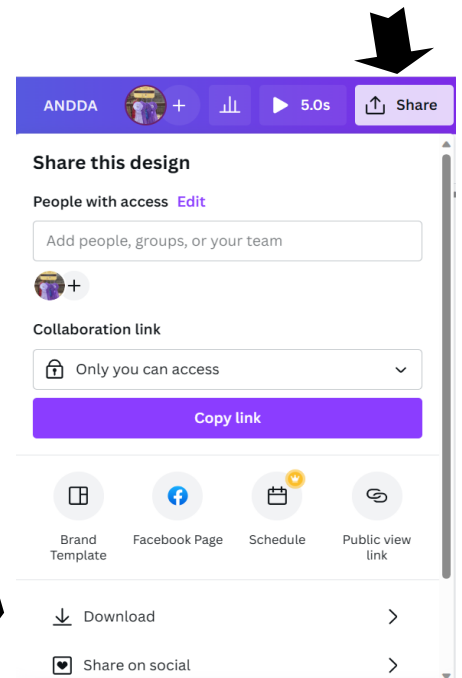 ANDDA
5.0s
Share
Share this design
People with access Edit
Add people, groups, or your team
Collaboration link
Only you can access
Copy link
Brand Template
Facebook Page
Schedule
Public view link
Download
Share on social